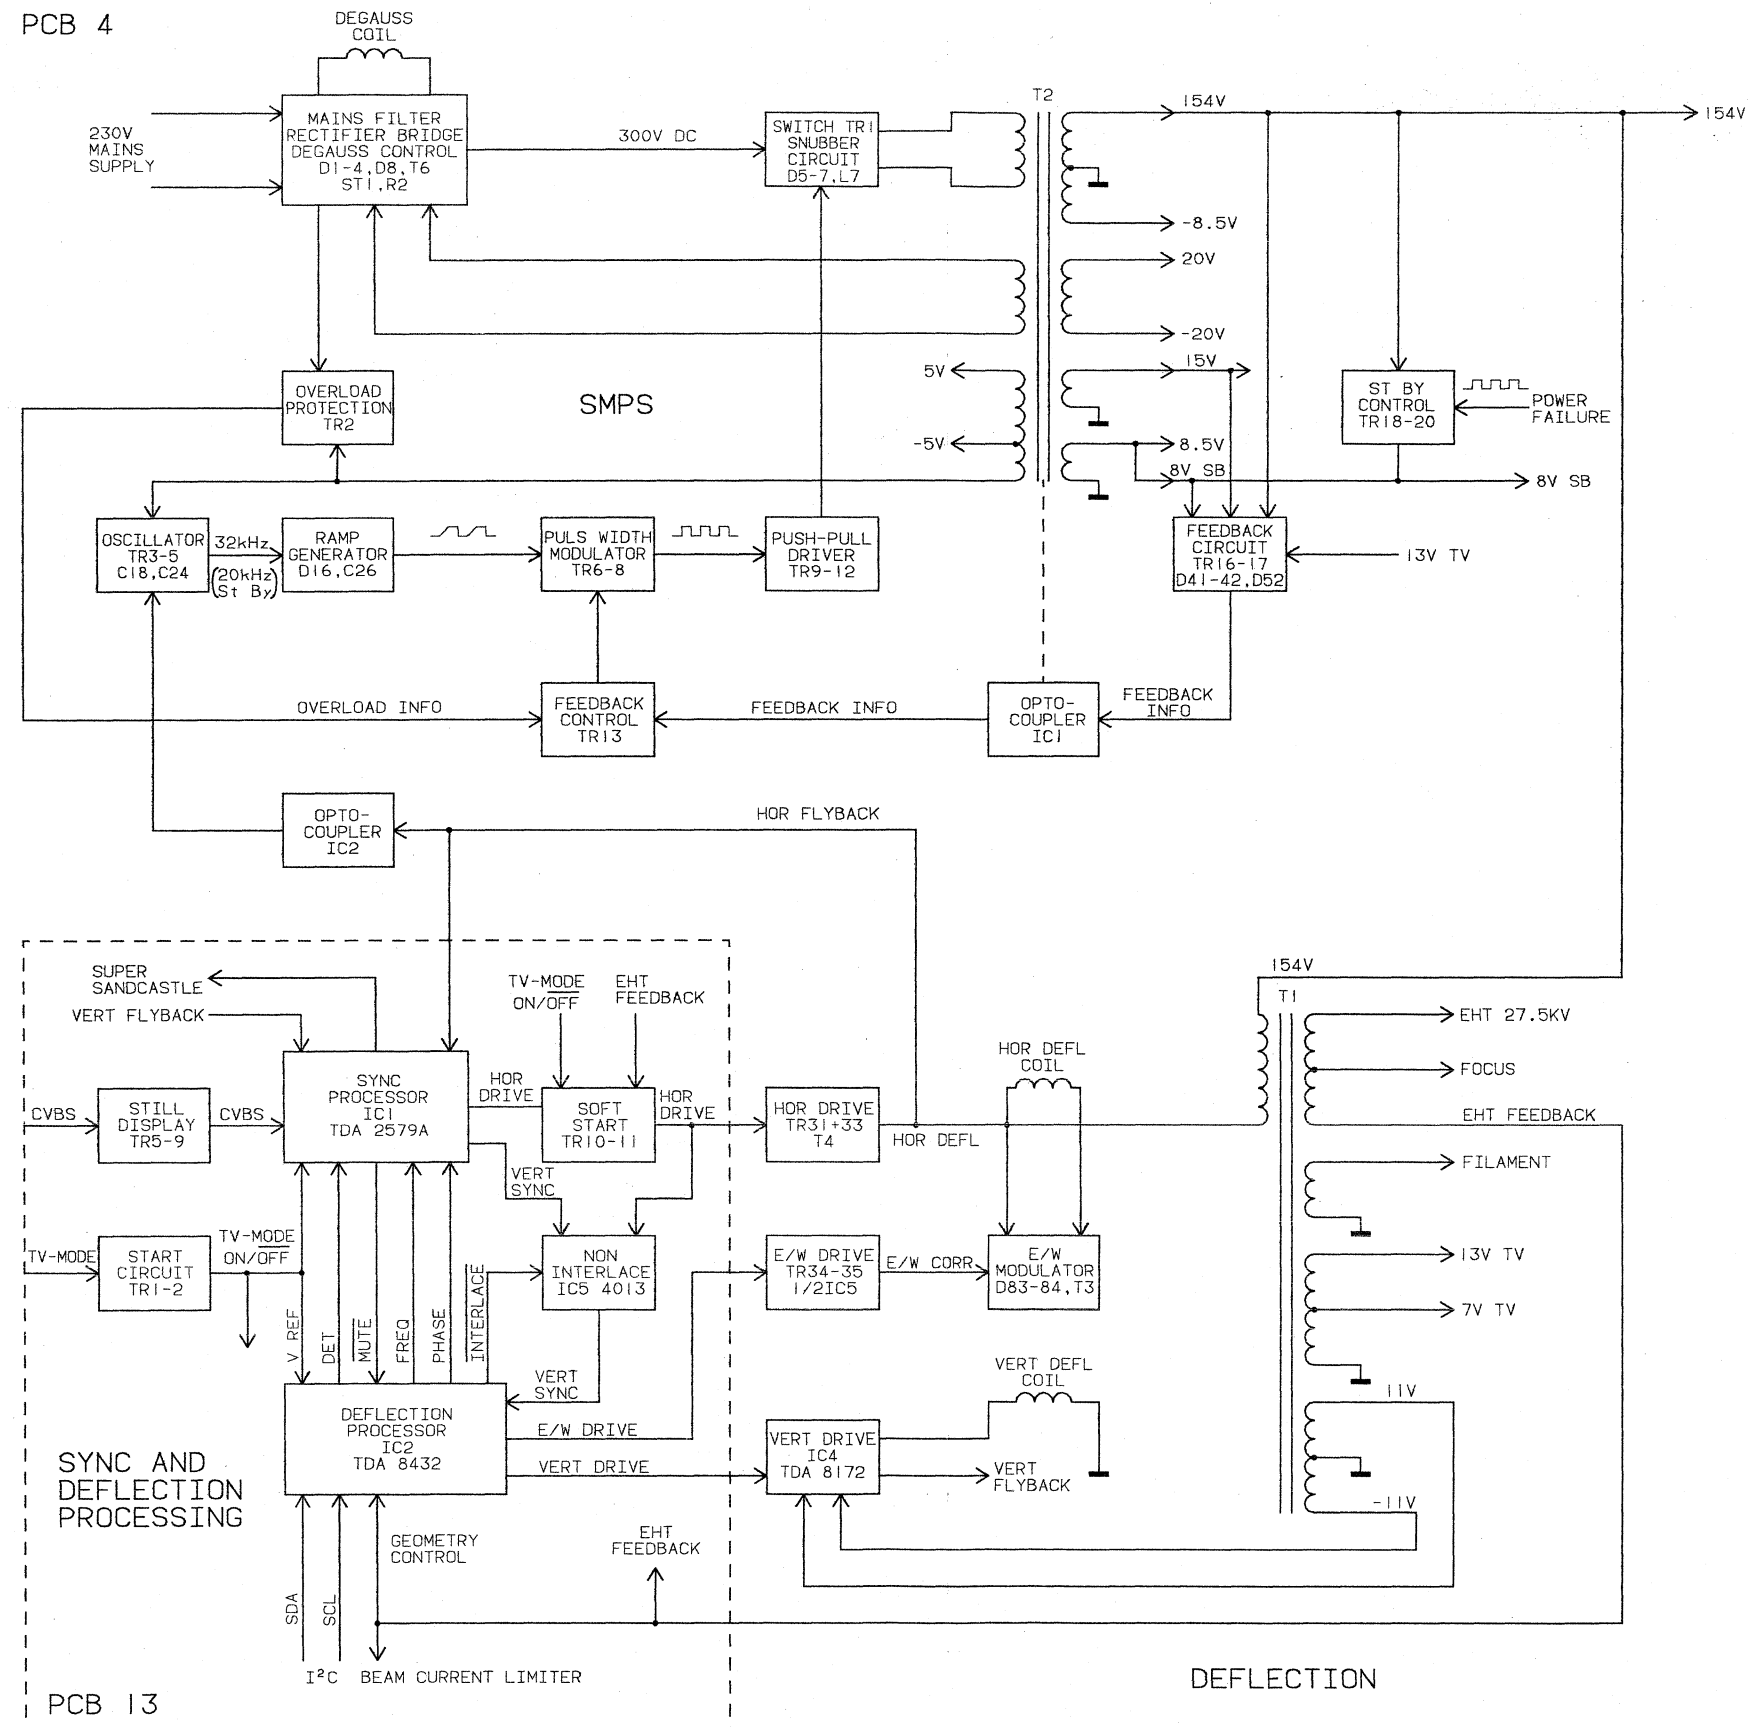 PCB 4
DEGAUSS
COIL
230V
MAINS
SUPPLY
MAINS FILTER
RECTIFIER BRIDGE
DEGAUSS CONTROL
D1-4,D8,T6
ST1,R2
300V DC
SWITCH TR1
SNUBBER
CIRCUIT
D5-7,L7
T2
154V
154V
-8.5V
20V
-20V
15V
5V
-5V
8.5V
8V SB
8V SB
OVERLOAD
PROTECTION
TR2
SMPS
ST BY
CONTROL
TR18-20
POWER
FAILURE
OSCILLATOR
TR3-5
C18,C24
32kHz
(20kHz
St By)
RAMP
GENERATOR
D16,C26
PULS WIDTH
MODULATOR
TR6-8
PUSH-PULL
DRIVER
TR9-12
FEEDBACK
CIRCUIT
TR16-17
D41-42,D52
13V TV
OVERLOAD INFO
FEEDBACK
CONTROL
TR13
FEEDBACK INFO
OPTO-
COUPLER
IC1
FEEDBACK
INFO
OPTO-
COUPLER
IC2
HOR FLYBACK
SUPER
SANDCASTLE
VERT FLYBACK
TV-MODE
ON/OFF
EHT
FEEDBACK
154V
T1
EHT 27.5KV
FOCUS
EHT FEEDBACK
FILAMENT
13V TV
7V TV
11V
-11V
CVBS
STILL
DISPLAY
TR5-9
CVBS
SYNC
PROCESSOR
IC1
TDA 2579A
HOR
DRIVE
SOFT
START
TR10-11
HOR
DRIVE
HOR DRIVE
TR31+33
T4
HOR DEFL
HOR DEFL
COIL
VERT
SYNC
TV-MODE
START
CIRCUIT
TR1-2
TV-MODE
ON/OFF
V REF
DET
MUTE
FREQ
PHASE
INTERLACE
NON
INTERLACE
IC5 4013
E/W DRIVE
TR34-35
1/2IC5
E/W CORR
E/W
MODULATOR
D83-84,T3
VERT
SYNC
DEFLECTION
PROCESSOR
IC2
TDA 8432
E/W DRIVE
VERT DRIVE
VERT DRIVE
IC4
TDA 8172
VERT DEFL
COIL
VERT
FLYBACK
SYNC AND
DEFLECTION
PROCESSING
GEOMETRY
CONTROL
EHT
FEEDBACK
SDA
SCL
I²C
BEAM CURRENT LIMITER
DEFLECTION
PCB 13